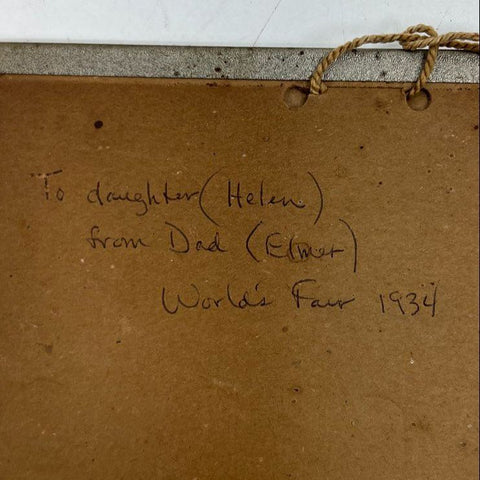 To daughter (Helen)
from Dad (Elmer)
World's Fair 1934